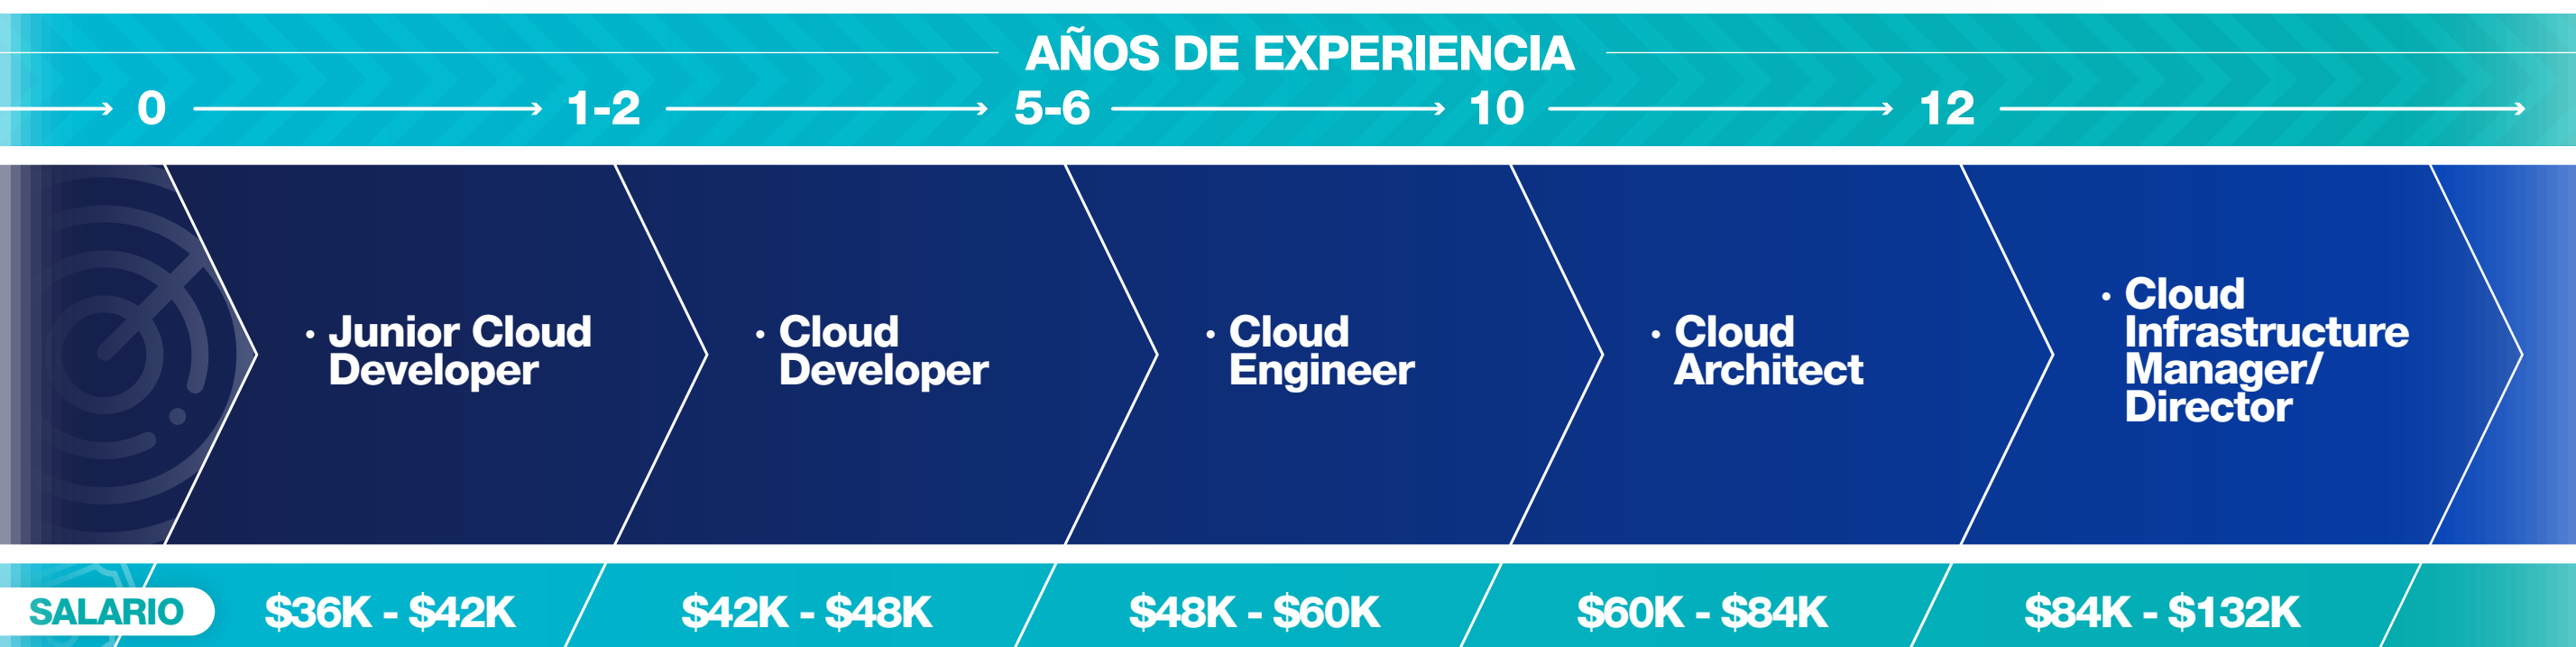 AÑOS DE EXPERIENCIA
0 1-2 5-6 10 12
• Junior Cloud
Developer
• Cloud
Developer
• Cloud
Engineer
• Cloud
Architect
• Cloud
Infrastructure
Manager/
Director
SALARIO $36K - $42K $42K - $48K $48K - $60K $60K - $84K $84K - $132K